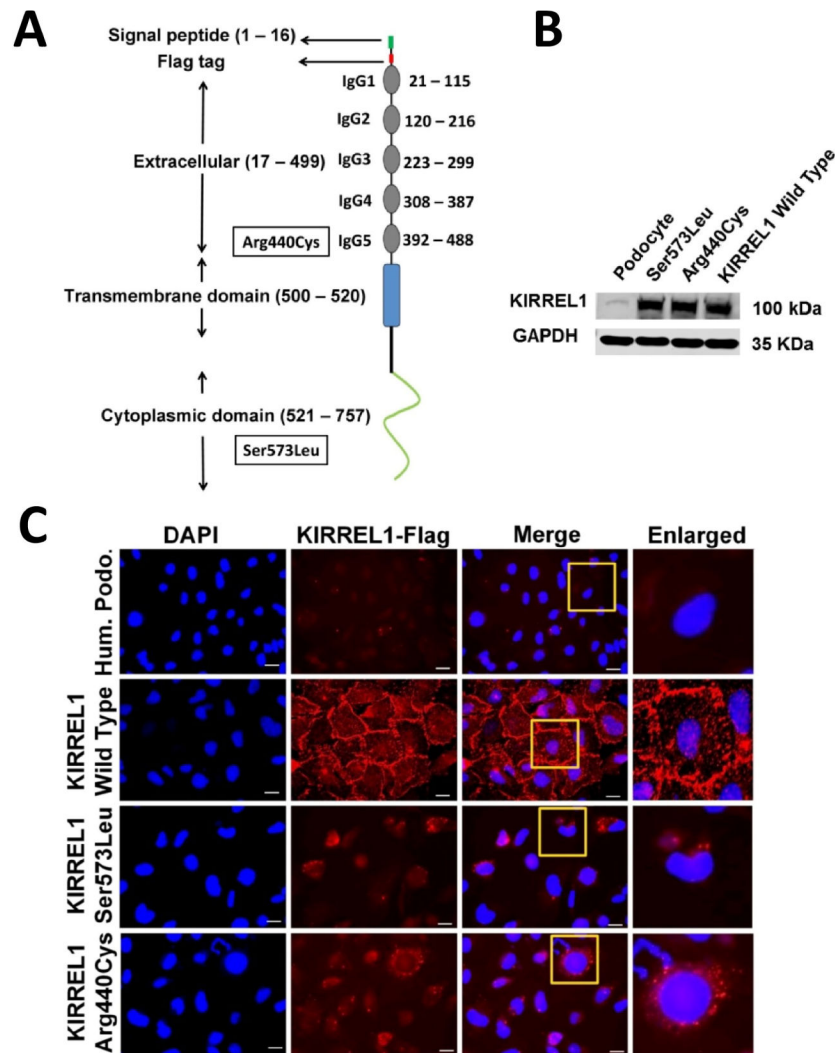 A
Signal peptide (1 – 16)
Flag tag
IgG1 21 – 115
IgG2 120 – 216
Extracellular (17 – 499) IgG3 223 – 299
IgG4 308 – 387
Arg440Cys IgG5 392 – 488
Transmembrane domain (500 – 520)
Cytoplasmic domain (521 – 757)
Ser573Leu
B
Podocyte
Ser573Leu
Arg440Cys
KIRREL1 Wild Type
KIRREL1 100 kDa
GAPDH 35 KDa
C
DAPI KIRREL1-Flag Merge Enlarged
Hum. Podo.
KIRREL1
Wild Type
KIRREL1
Ser573Leu
KIRREL1
Arg440Cys